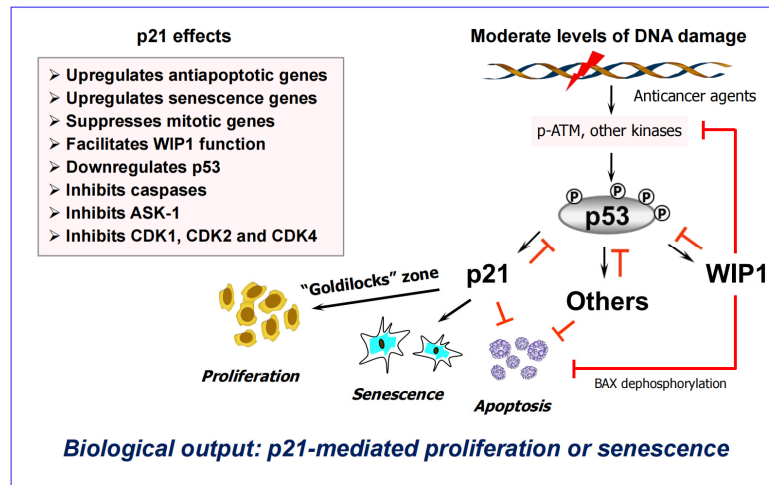 p21 effects
➢ Upregulates antiapoptotic genes
➢ Upregulates senescence genes
➢ Suppresses mitotic genes
➢ Facilitates WIP1 function
➢ Downregulates p53
➢ Inhibits caspases
➢ Inhibits ASK-1
➢ Inhibits CDK1, CDK2 and CDK4
Moderate levels of DNA damage
Anticancer agents
p-ATM, other kinases
P P P P
p53
p21
WIP1
Others
"Goldilocks" zone
Proliferation
Senescence
Apoptosis
BAX dephosphorylation
Biological output: p21-mediated proliferation or senescence